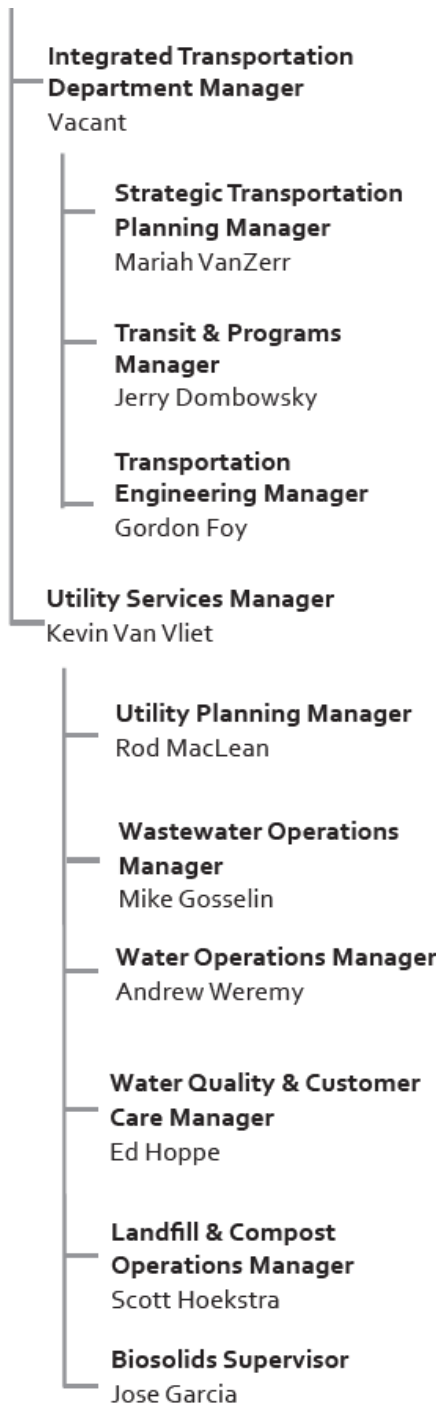 Integrated Transportation
Department Manager
Vacant
Strategic Transportation
Planning Manager
Mariah VanZerr
Transit & Programs
Manager
Jerry Dombowsky
Transportation
Engineering Manager
Gordon Foy
Utility Services Manager
Kevin Van Vliet
Utility Planning Manager
Rod MacLean
Wastewater Operations
Manager
Mike Gosselin
Water Operations Manager
Andrew Weremy
Water Quality & Customer
Care Manager
Ed Hoppe
Landfill & Compost
Operations Manager
Scott Hoekstra
Biosolids Supervisor
Jose Garcia